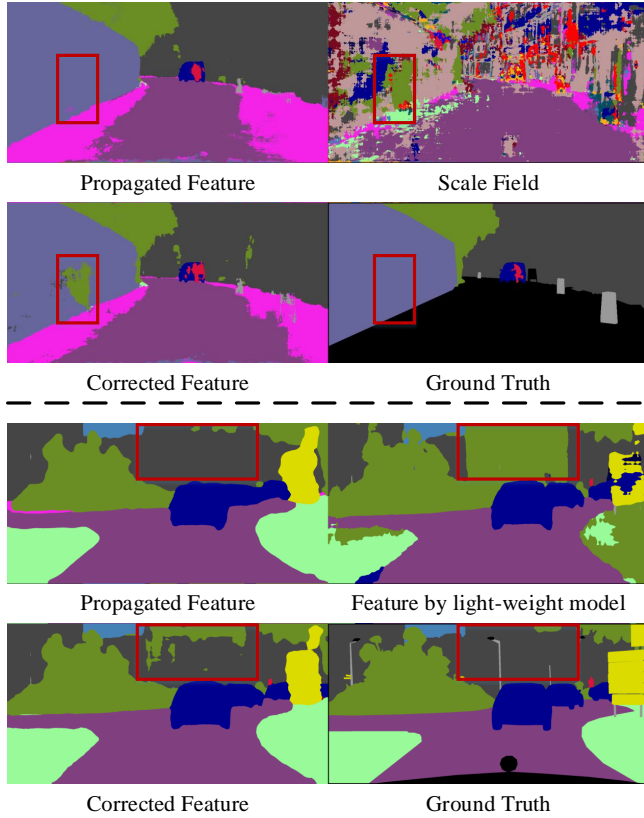 Propagated Feature
Scale Field
Corrected Feature
Ground Truth
Propagated Feature
Feature by light-weight model
Corrected Feature
Ground Truth